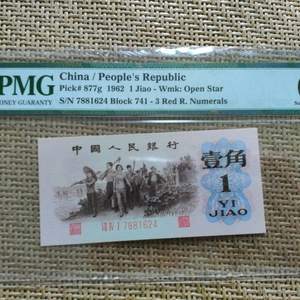 PMG
MONEY GUARANTY
China / People's Republic
Pick# 877g 1962 1 Jiao - Wmk: Open Star
S/N 7881624 Block 741 - 3 Red R. Numerals
中國人民銀行
壹角
1
YI
JIAO
7881624